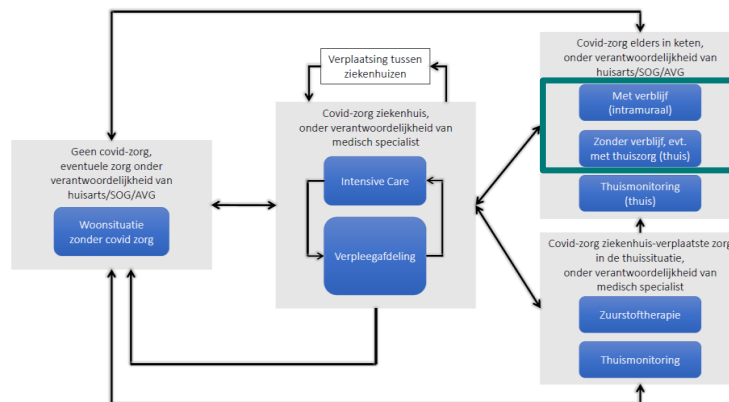 Verplaatsing tussen
ziekenhuizen
Geen covid-zorg,
eventuele zorg onder
verantwoordelijkheid van
huisarts/SOG/AVG
Woonsituatie
zonder covid zorg
Covid-zorg ziekenhuis,
onder verantwoordelijkheid van
medisch specialist
Intensive Care
Verpleegafdeling
Covid-zorg elders in keten,
onder verantwoordelijkheid van
huisarts/SOG/AVG
Met verblijf
(intramuraal)
Zonder verblijf, evt.
met thuiszorg (thuis)
Thuismonitoring
(thuis)
Covid-zorg ziekenhuis-verplaatste zorg
in de thuissituatie,
onder verantwoordelijkheid van
medisch specialist
Zuurstoftherapie
Thuismonitoring